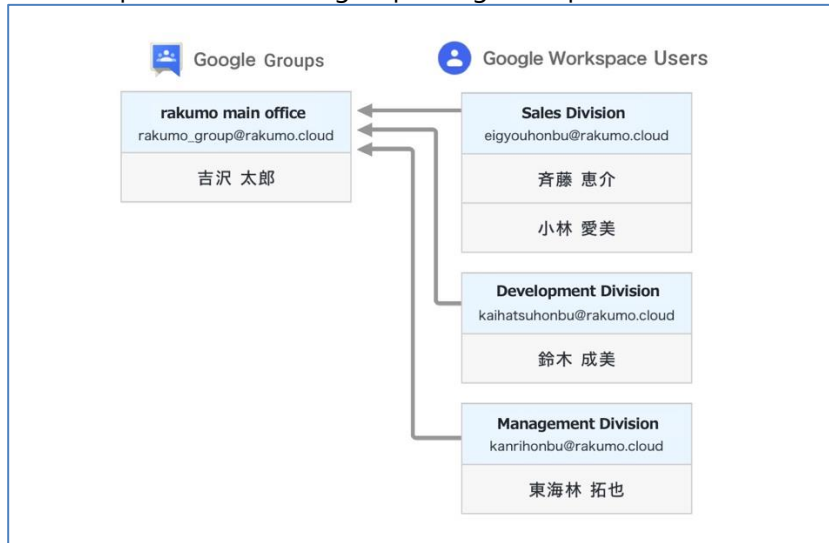 Google Groups
rakumo main office
rakumo_group@rakumo.cloud
吉沢 太郎
Google Workspace Users
Sales Division
eigyouhonbu@rakumo.cloud
斉藤 恵介
小林 愛美
Development Division
kaihatsuhonbu@rakumo.cloud
鈴木 成美
Management Division
kanrihonbu@rakumo.cloud
東海林 拓也